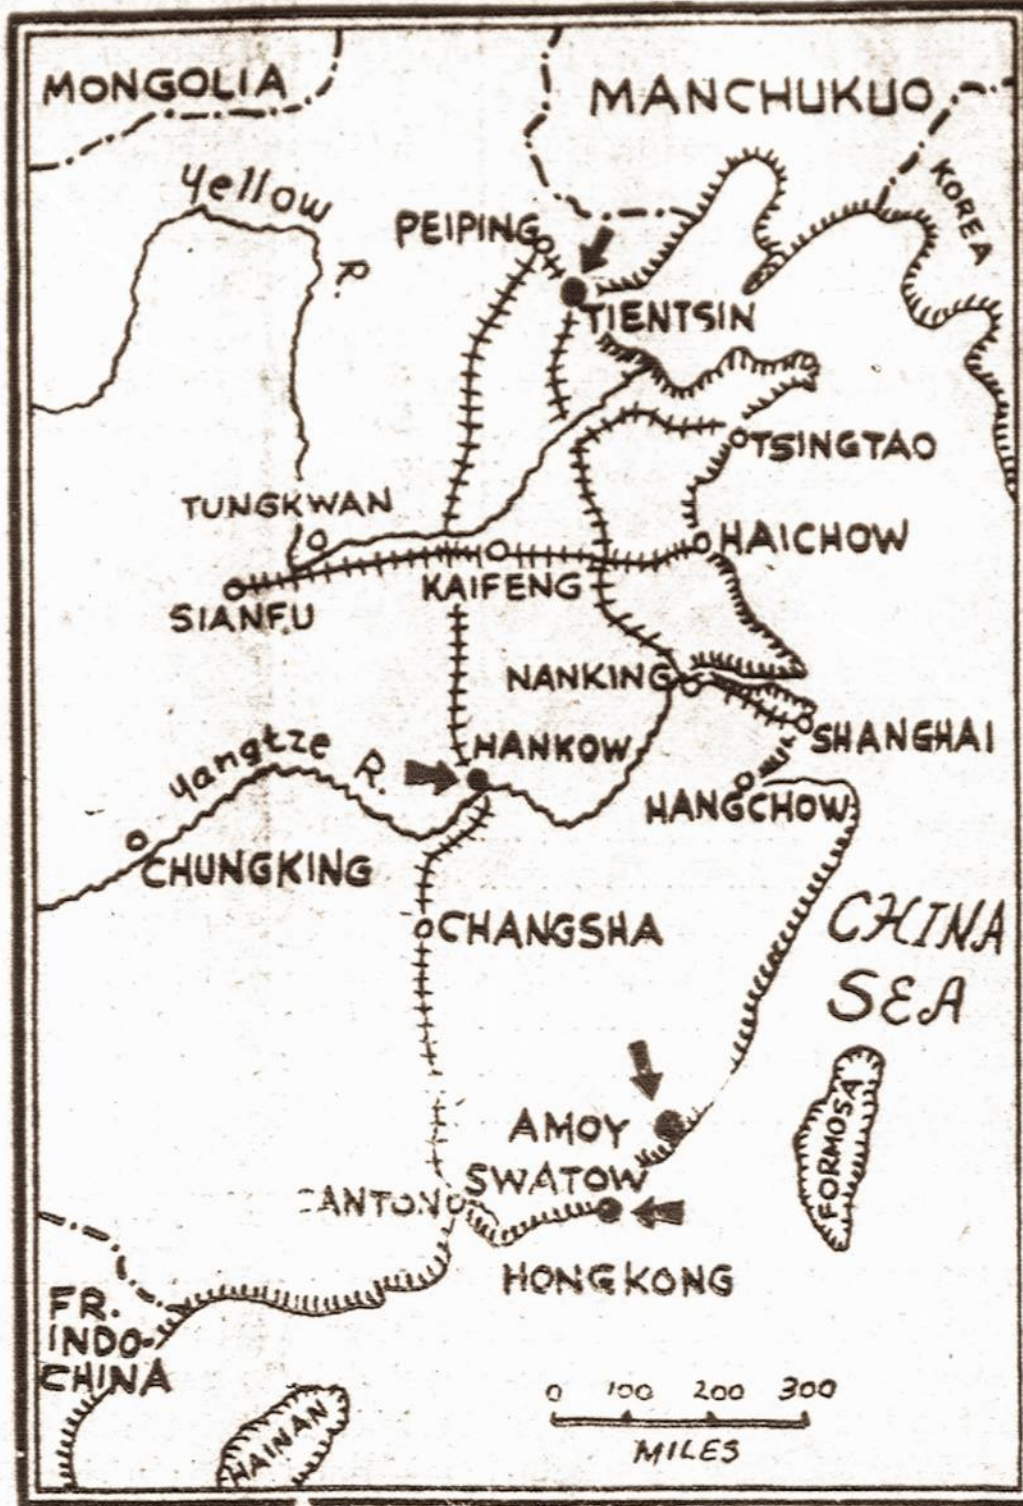 MONGOLIA
MANCHUKUO
Yellow
R.
KOREA
PEIPING
TIENTSIN
TSINGTAO
TUNGKWAN
HAICHOW
KAIFENG
SIANFU
NANKING
HANKOW
SHANGHAI
Yangtze R.
HANGCHOW
CHUNGKING
CHANGSHA
CHINA
SEA
FORMOSA
AMOY
SWATOW
HONGKONG
FR.
INDO-
CHINA
HAINAN
0 100 200 300
MILES